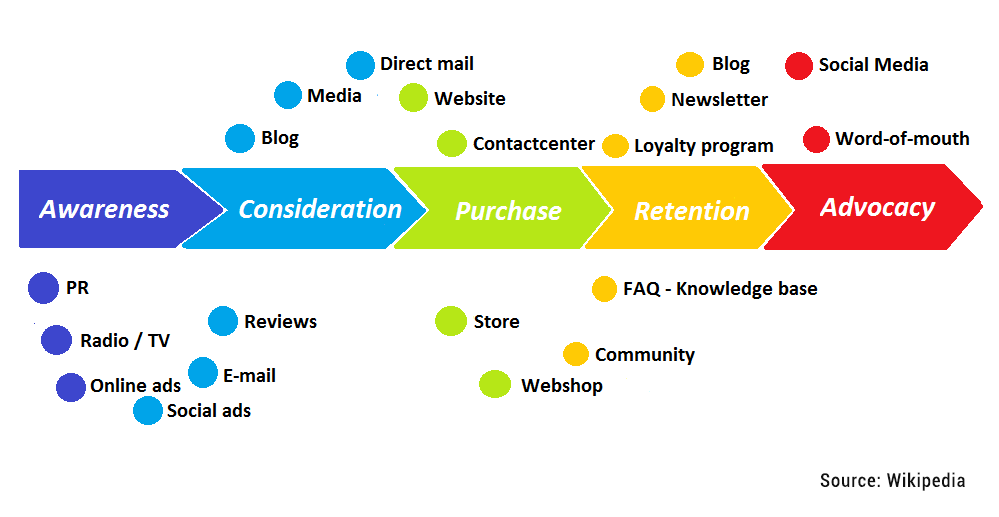 Direct mail
Blog
Social Media
Media
Website
Newsletter
Blog
Contactcenter
Loyalty program
Word-of-mouth
Awareness
Consideration
Purchase
Retention
Advocacy
PR
FAQ - Knowledge base
Reviews
Store
Radio / TV
Community
E-mail
Online ads
Webshop
Social ads
Source: Wikipedia